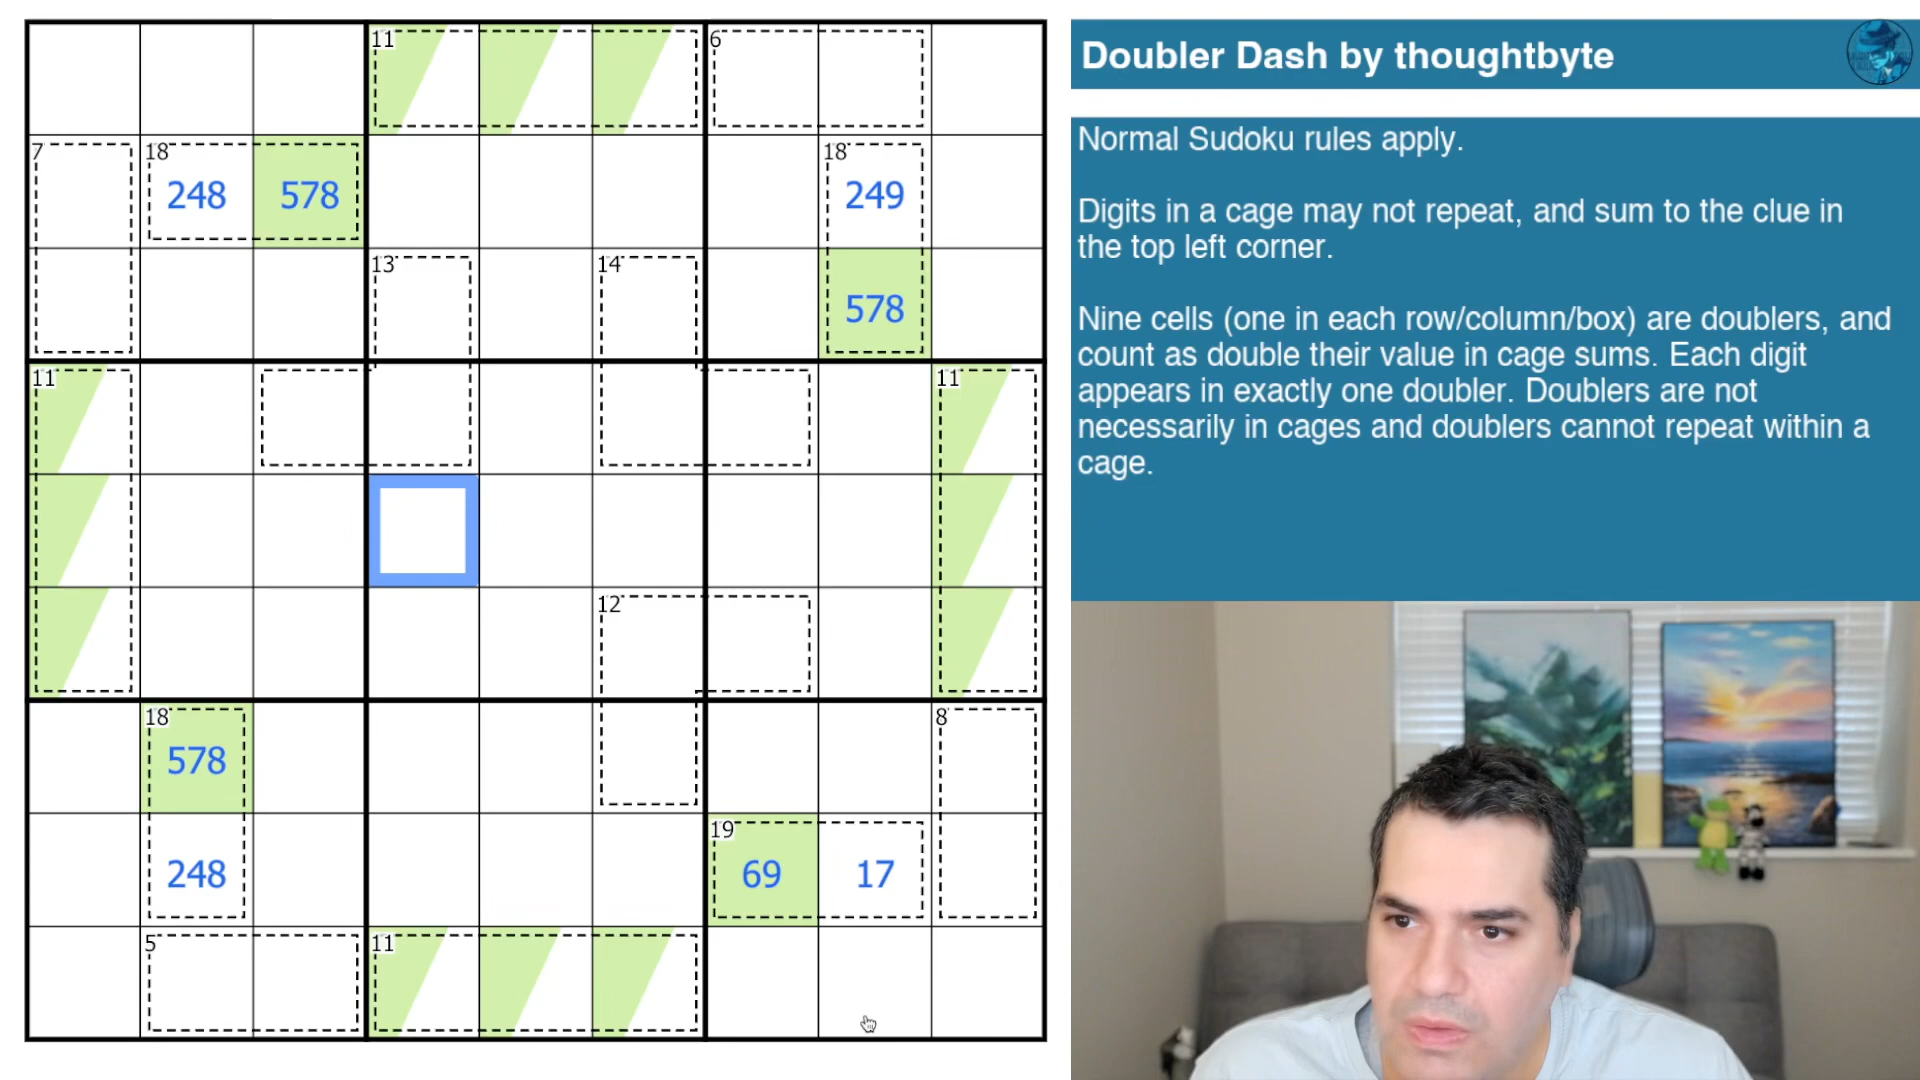 11 6
7 18 18
248 578 249
13 14
578
11 11
12
18 8
578
19
248 69 17
5 11
Doubler Dash by thoughtbyte
Normal Sudoku rules apply.
Digits in a cage may not repeat, and sum to the clue in
the top left corner.
Nine cells (one in each row/column/box) are doublers, and
count as double their value in cage sums. Each digit
appears in exactly one doubler. Doublers are not
necessarily in cages and doublers cannot repeat within a
cage.